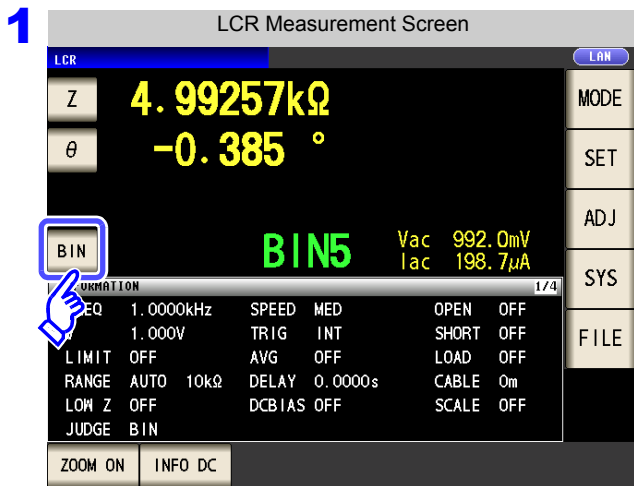 1
LCR Measurement Screen
LCR
LAN
Z 4.99257kΩ
MODE
θ -0.385 °
SET
ADJ
BIN BIN5
Vac 992.0mV
Iac 198.7μA
SYS
1/4
1.0000kHz SPEED MED OPEN OFF
1.000V TRIG INT SHORT OFF
FILE
LIMIT OFF AVG OFF LOAD OFF
RANGE AUTO 10kΩ DELAY 0.0000s CABLE 0m
LOW Z OFF DCBIAS OFF SCALE OFF
JUDGE BIN
ZOOM ON INFO DC